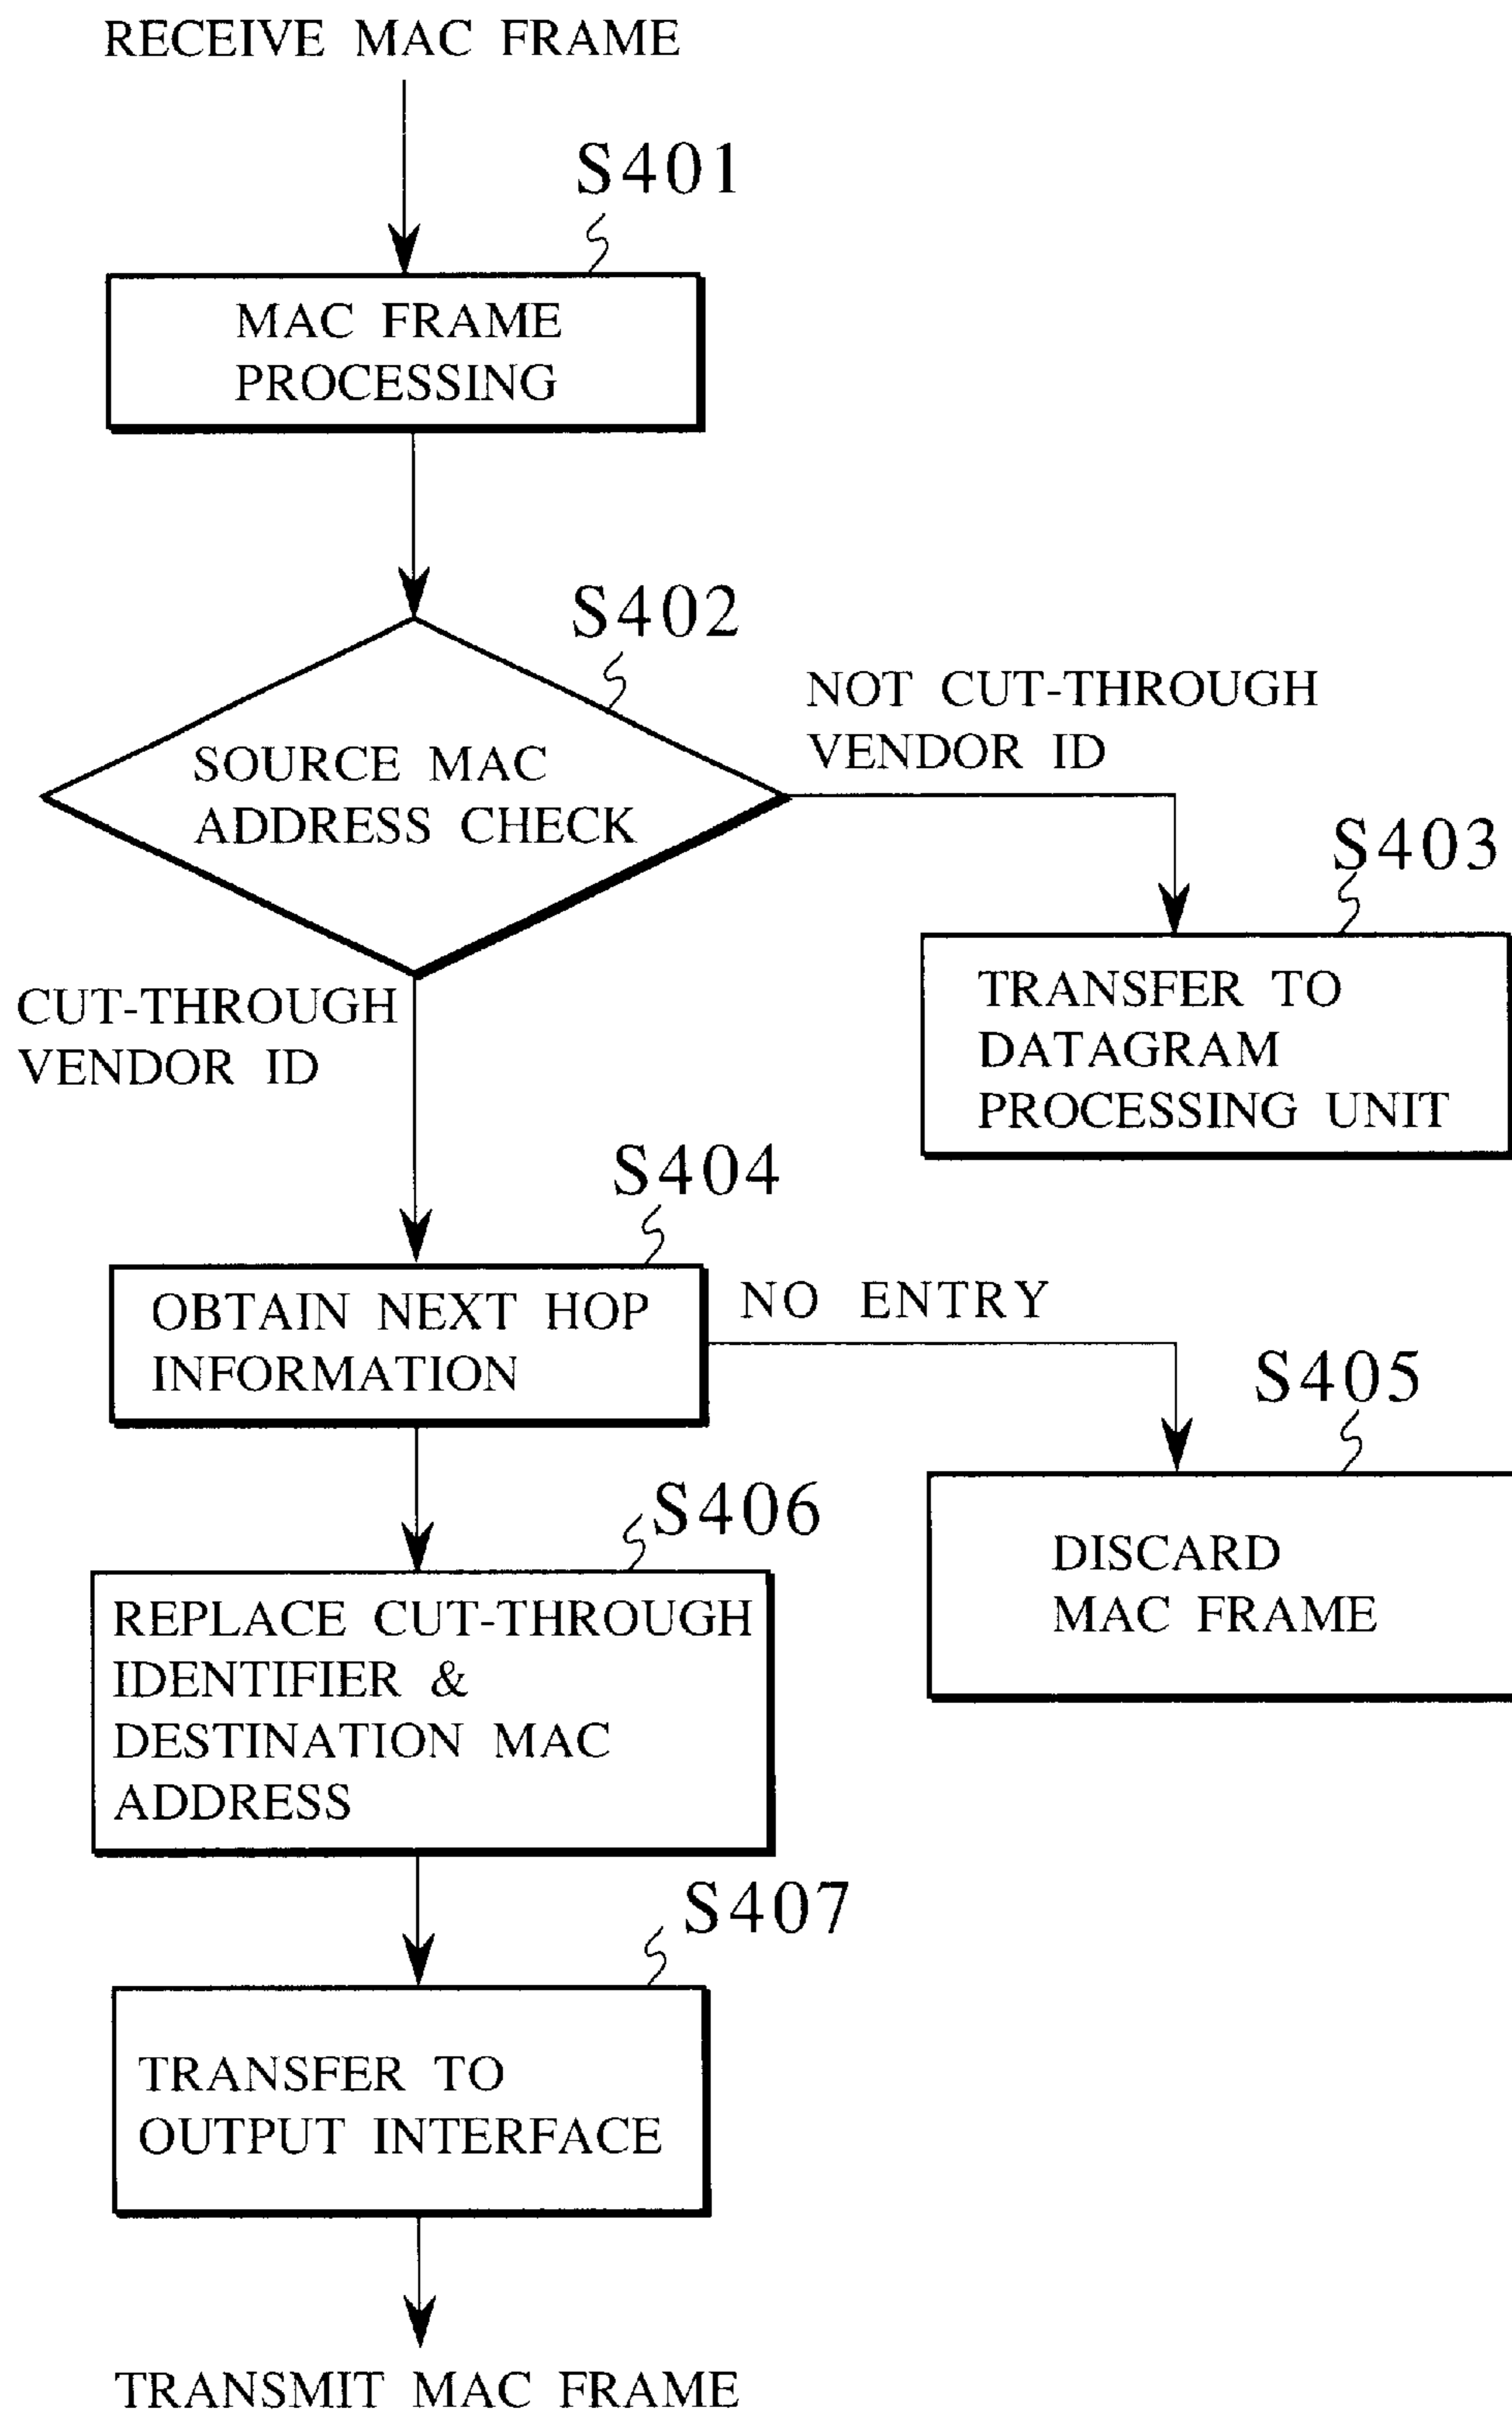 RECEIVE MAC FRAME
S401
MAC FRAME
PROCESSING
S402
SOURCE MAC
ADDRESS CHECK
NOT CUT-THROUGH
VENDOR ID
S403
TRANSFER TO
DATAGRAM
PROCESSING UNIT
CUT-THROUGH
VENDOR ID
S404
OBTAIN NEXT HOP
INFORMATION
NO ENTRY
S405
DISCARD
MAC FRAME
S406
REPLACE CUT-THROUGH
IDENTIFIER &
DESTINATION MAC
ADDRESS
S407
TRANSFER TO
OUTPUT INTERFACE
TRANSMIT MAC FRAME